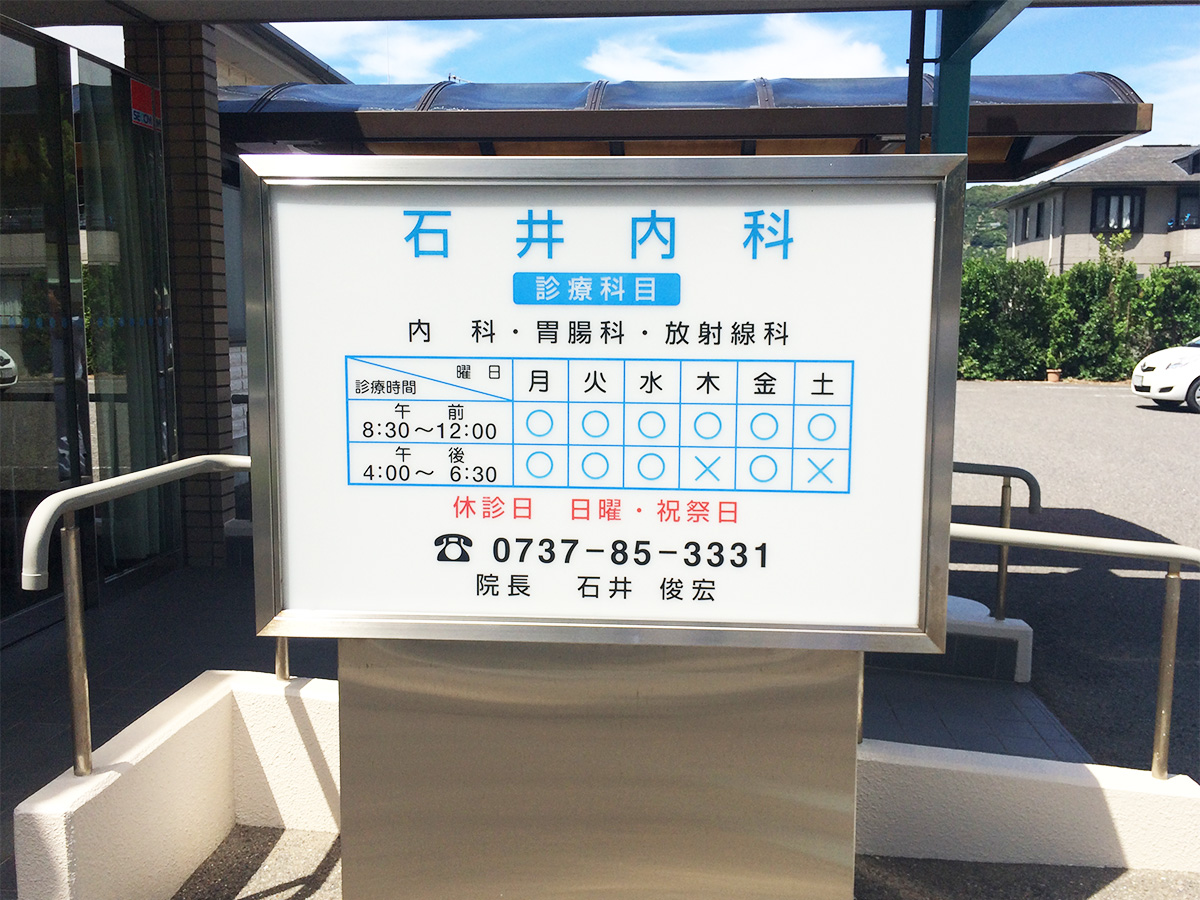 石井内科
診療科目
内科・胃腸科・放射線科
曜日 月 火 水 木 金 土
診療時間
午前
8:30～12:00 ○ ○ ○ ○ ○ ○
午後
4:00～6:30 ○ ○ ○ × ○ ×
休診日 日曜・祝祭日
☎ 0737-85-3331
院長 石井 俊宏